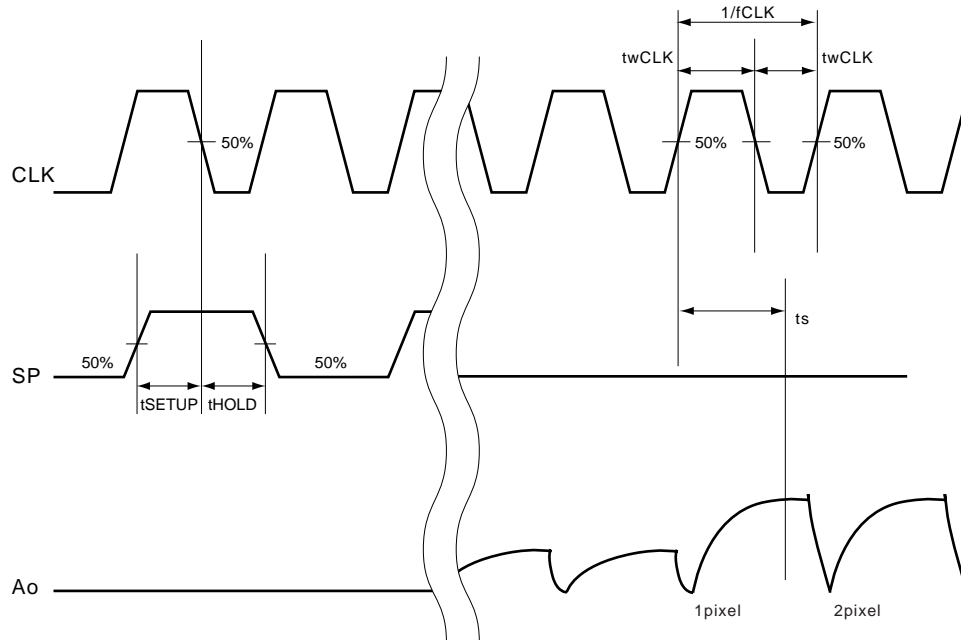 1/fCLK
twCLK twCLK
50% 50% 50%
CLK
ts
50% 50%
SP
tSETUP tHOLD
Ao
1pixel 2pixel